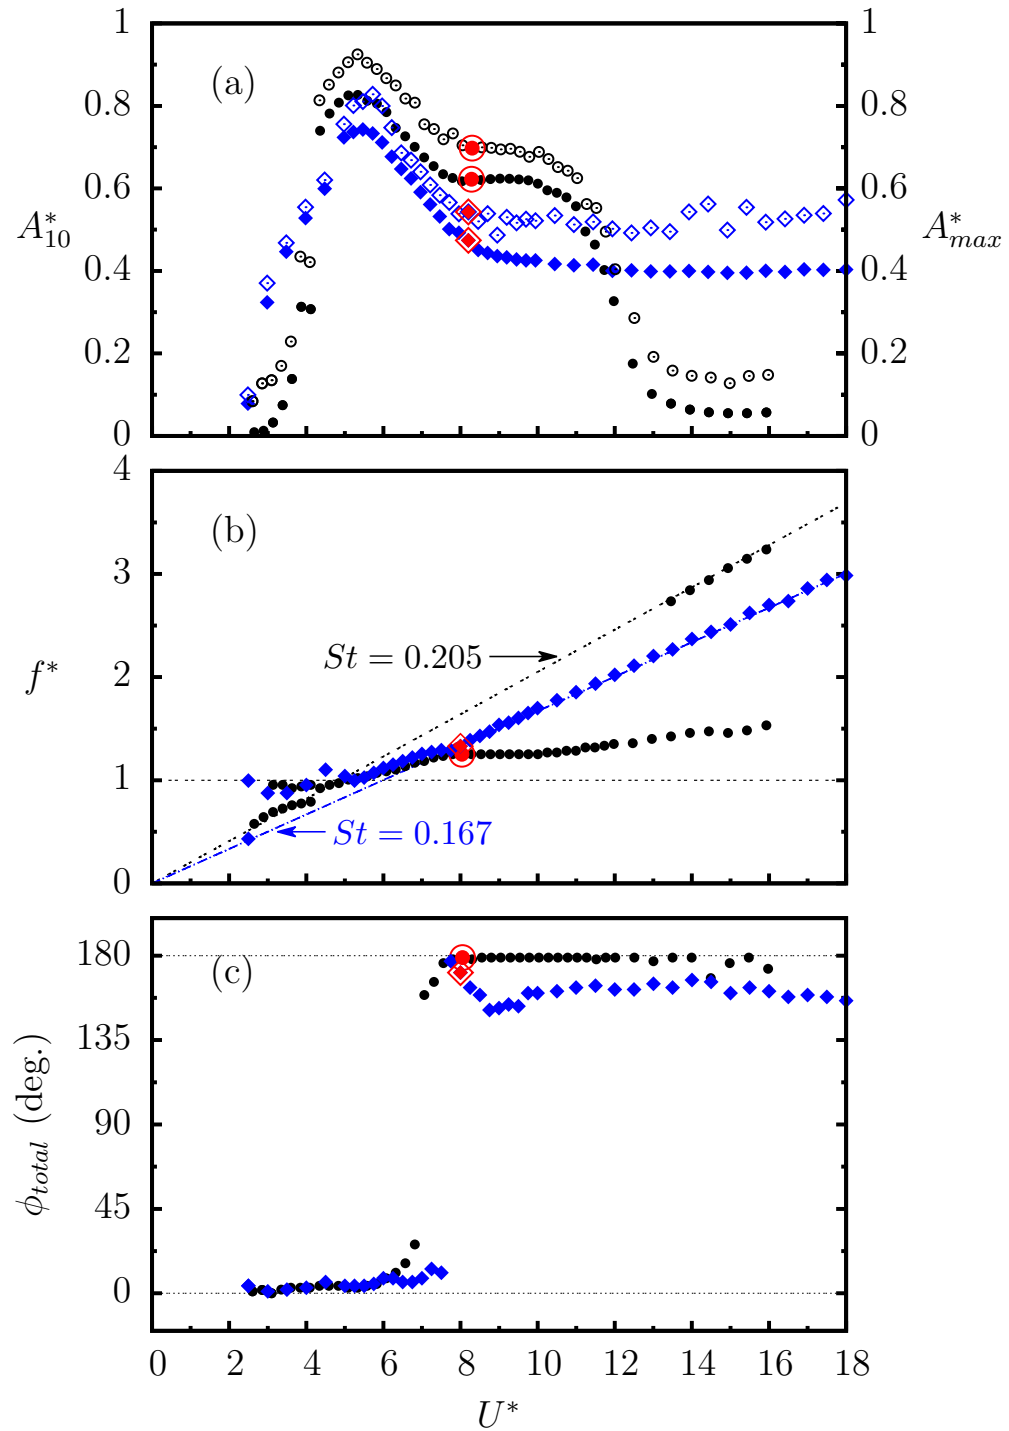 1 1
(a)
0.8 0.8
0.6 0.6
A*10 A*max
0.4 0.4
0.2 0.2
0 0
4
(b)
3
St = 0.205
f* 2
1
St = 0.167
0
180
(c)
135
ϕtotal (deg.)
90
45
0
0 2 4 6 8 10 12 14 16 18
U*